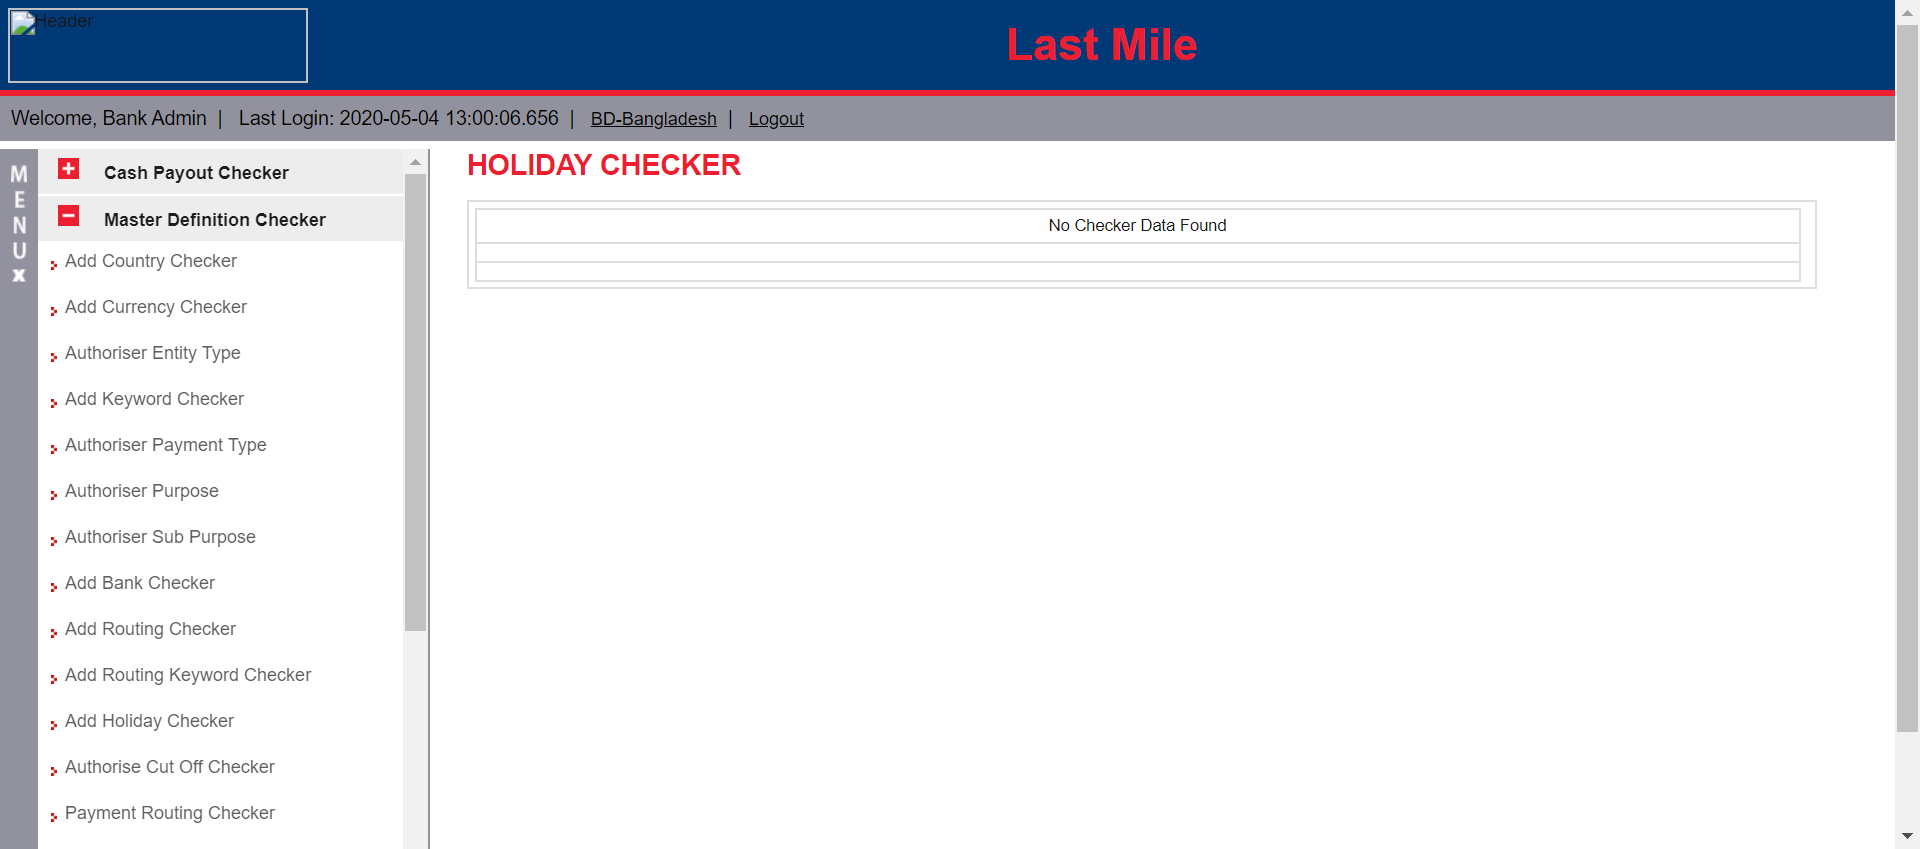 Header
Last Mile
Welcome, Bank Admin | Last Login: 2020-05-04 13:00:06.656 | BD-Bangladesh | Logout
MENU
x
Cash Payout Checker
Master Definition Checker
Add Country Checker
Add Currency Checker
Authoriser Entity Type
Add Keyword Checker
Authoriser Payment Type
Authoriser Purpose
Authoriser Sub Purpose
Add Bank Checker
Add Routing Checker
Add Routing Keyword Checker
Add Holiday Checker
Authorise Cut Off Checker
Payment Routing Checker
HOLIDAY CHECKER
No Checker Data Found